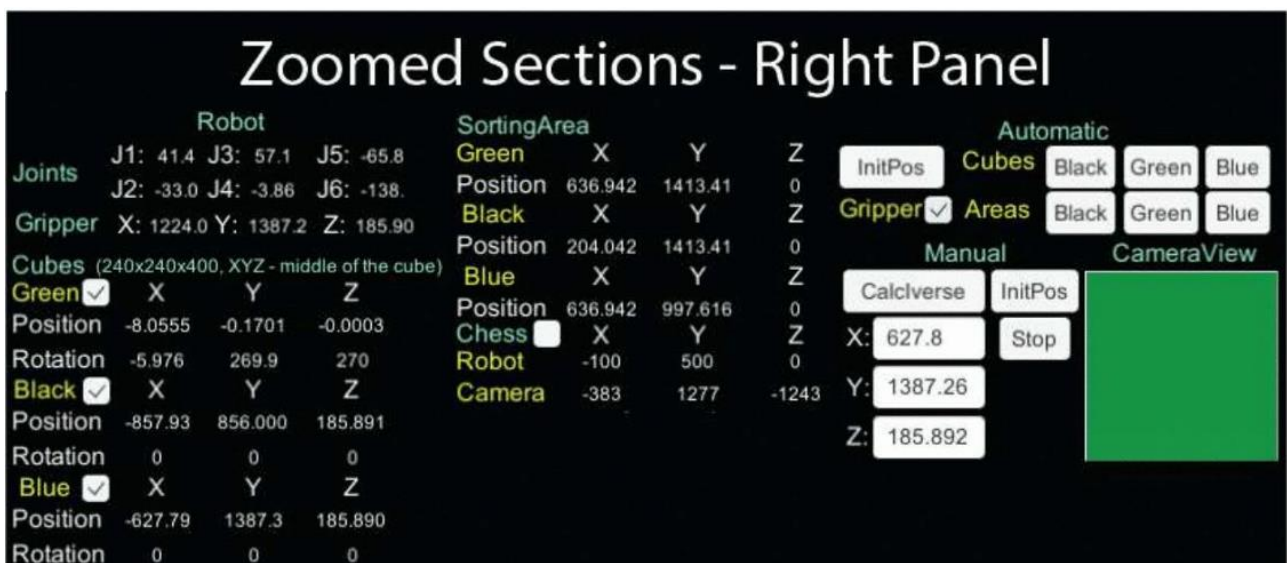 Zoomed Sections - Right Panel
Robot
Joints
J1: 41.4 J3: 57.1 J5: -65.8
J2: -33.0 J4: -3.86 J6: -138.
Gripper X: 1224.0 Y: 1387.2 Z: 185.90
Cubes (240x240x400, XYZ - middle of the cube)
Green X Y Z
Position -8.0555 -0.1701 -0.0003
Rotation -5.976 269.9 270
Black X Y Z
Position -857.93 856.000 185.891
Rotation 0 0 0
Blue X Y Z
Position -627.79 1387.3 185.890
Rotation 0 0 0
SortingArea
Green X Y Z
Position 636.942 1413.41 0
Black X Y Z
Position 204.042 1413.41 0
Blue X Y Z
Position 636.942 997.616 0
Chess X Y Z
Robot -100 500 0
Camera -383 1277 -1243
Automatic
InitPos Cubes Black Green Blue
Gripper Areas Black Green Blue
Manual
CalcIverse InitPos
X: 627.8 Stop
Y: 1387.26
Z: 185.892
CameraView